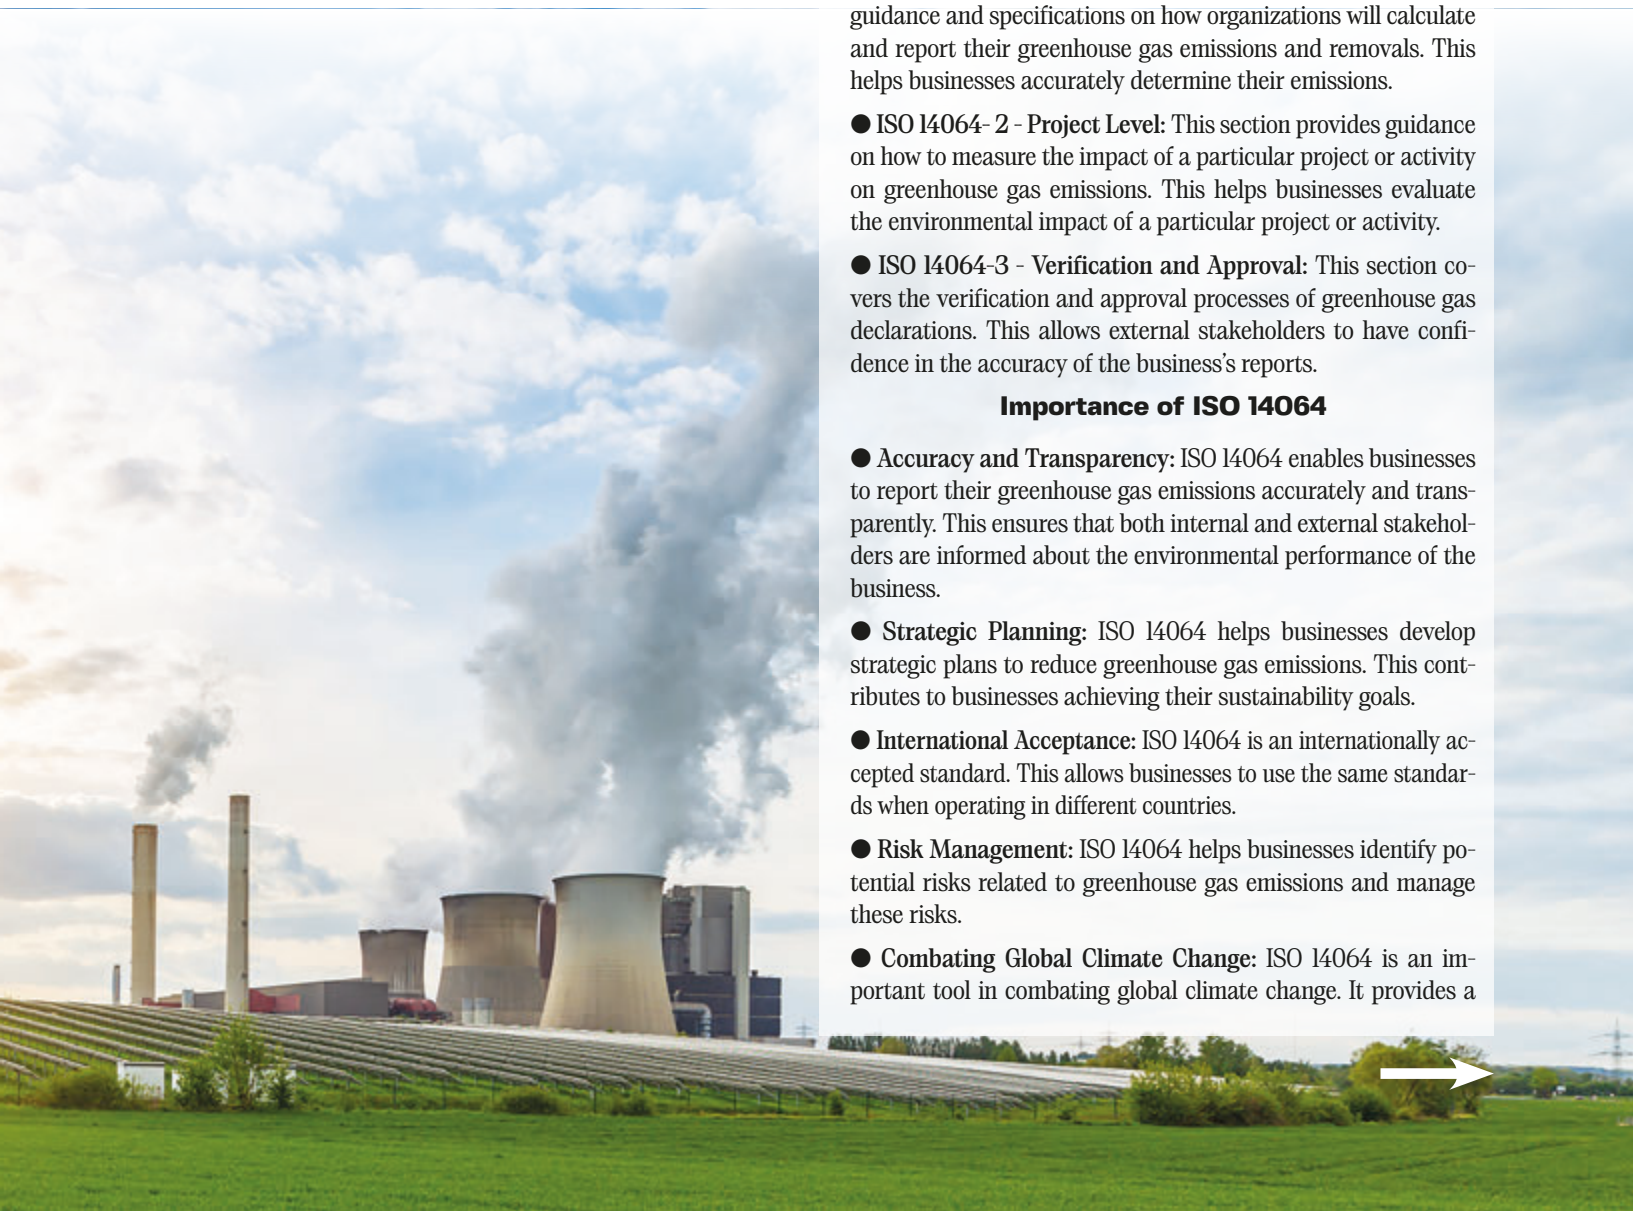 guidance and specifications on how organizations will calculate
and report their greenhouse gas emissions and removals. This
helps businesses accurately determine their emissions.
● ISO 14064- 2 - Project Level: This section provides guidance
on how to measure the impact of a particular project or activity
on greenhouse gas emissions. This helps businesses evaluate
the environmental impact of a particular project or activity.
● ISO 14064-3 - Verification and Approval: This section co-
vers the verification and approval processes of greenhouse gas
declarations. This allows external stakeholders to have confi-
dence in the accuracy of the business’s reports.
Importance of ISO 14064
● Accuracy and Transparency: ISO 14064 enables businesses
to report their greenhouse gas emissions accurately and trans-
parently. This ensures that both internal and external stakehol-
ders are informed about the environmental performance of the
business.
● Strategic Planning: ISO 14064 helps businesses develop
strategic plans to reduce greenhouse gas emissions. This cont-
ributes to businesses achieving their sustainability goals.
● International Acceptance: ISO 14064 is an internationally ac-
cepted standard. This allows businesses to use the same standar-
ds when operating in different countries.
● Risk Management: ISO 14064 helps businesses identify po-
tential risks related to greenhouse gas emissions and manage
these risks.
● Combating Global Climate Change: ISO 14064 is an im-
portant tool in combating global climate change. It provides a